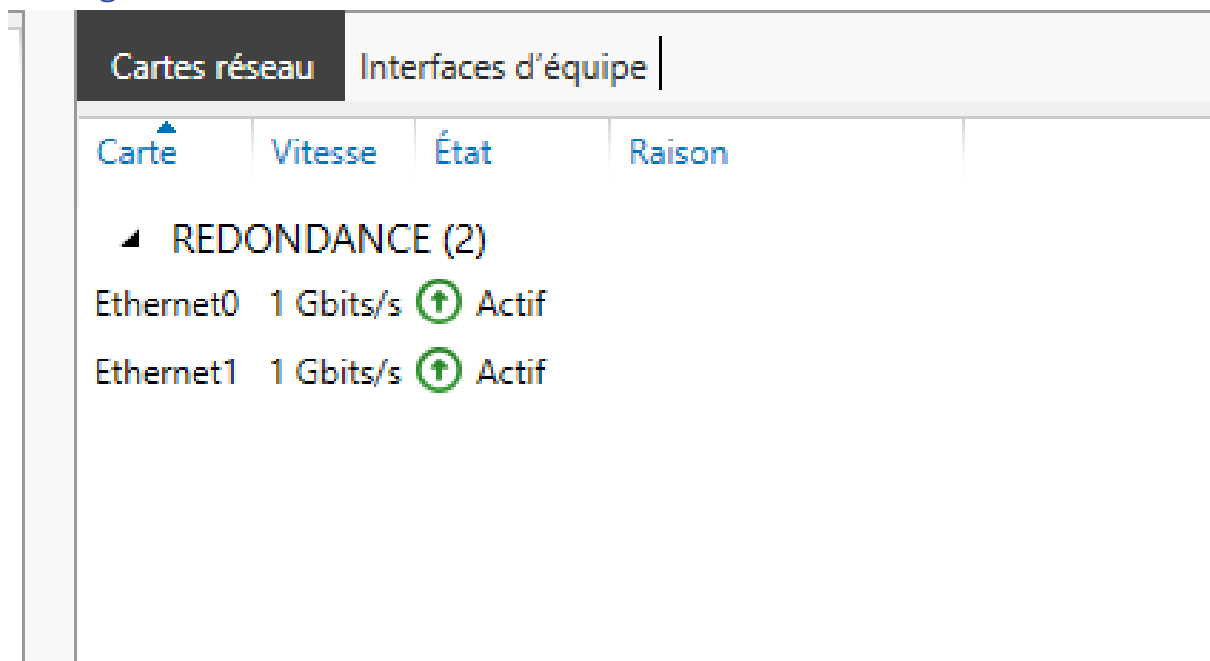 Cartes réseau Interfaces d'équipe
Carte Vitesse État Raison
REDONDANCE (2)
Ethernet0 1 Gbits/s Actif
Ethernet1 1 Gbits/s Actif